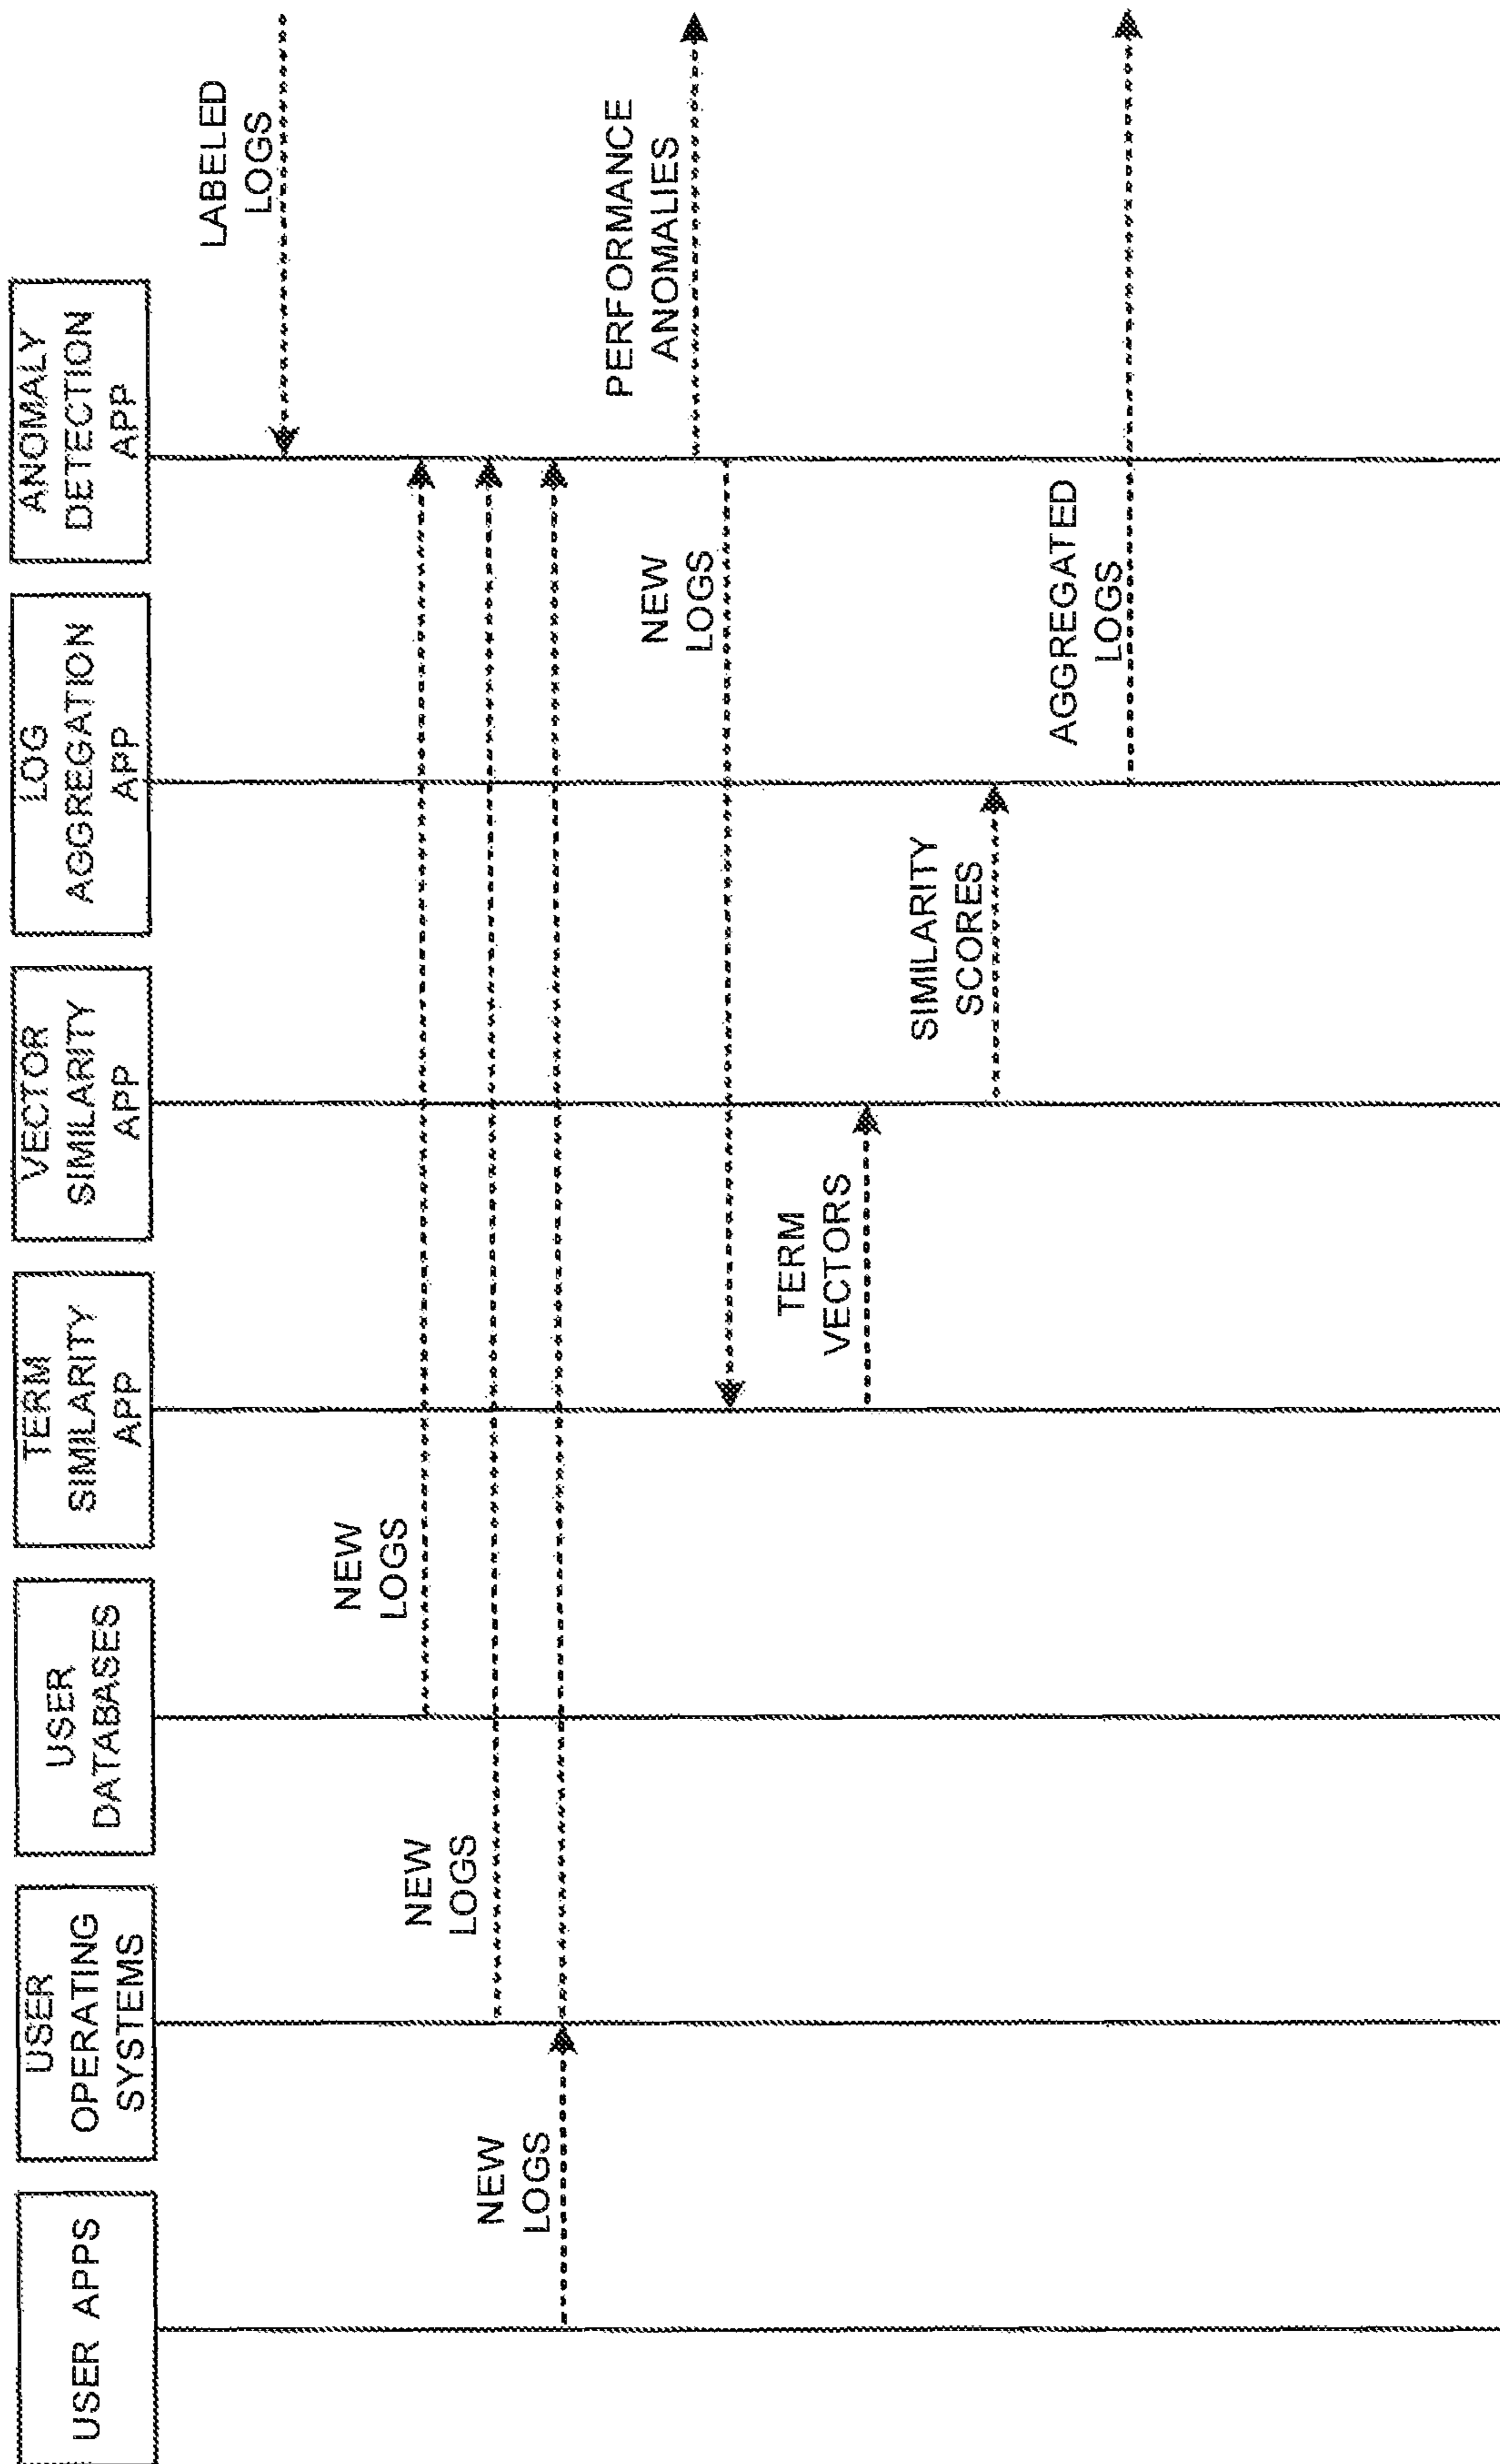 USER APPS
USER
OPERATING
SYSTEMS
USER
DATABASES
TERM
SIMILARITY
APP
VECTOR
SIMILARITY
APP
LOG
AGGREGATION
APP
ANOMALY
DETECTION
APP
LABELED
LOGS
NEW
LOGS
NEW
LOGS
NEW
LOGS
PERFORMANCE
ANOMALIES
NEW
LOGS
TERM
VECTORS
SIMILARITY
SCORES
AGGREGATED
LOGS